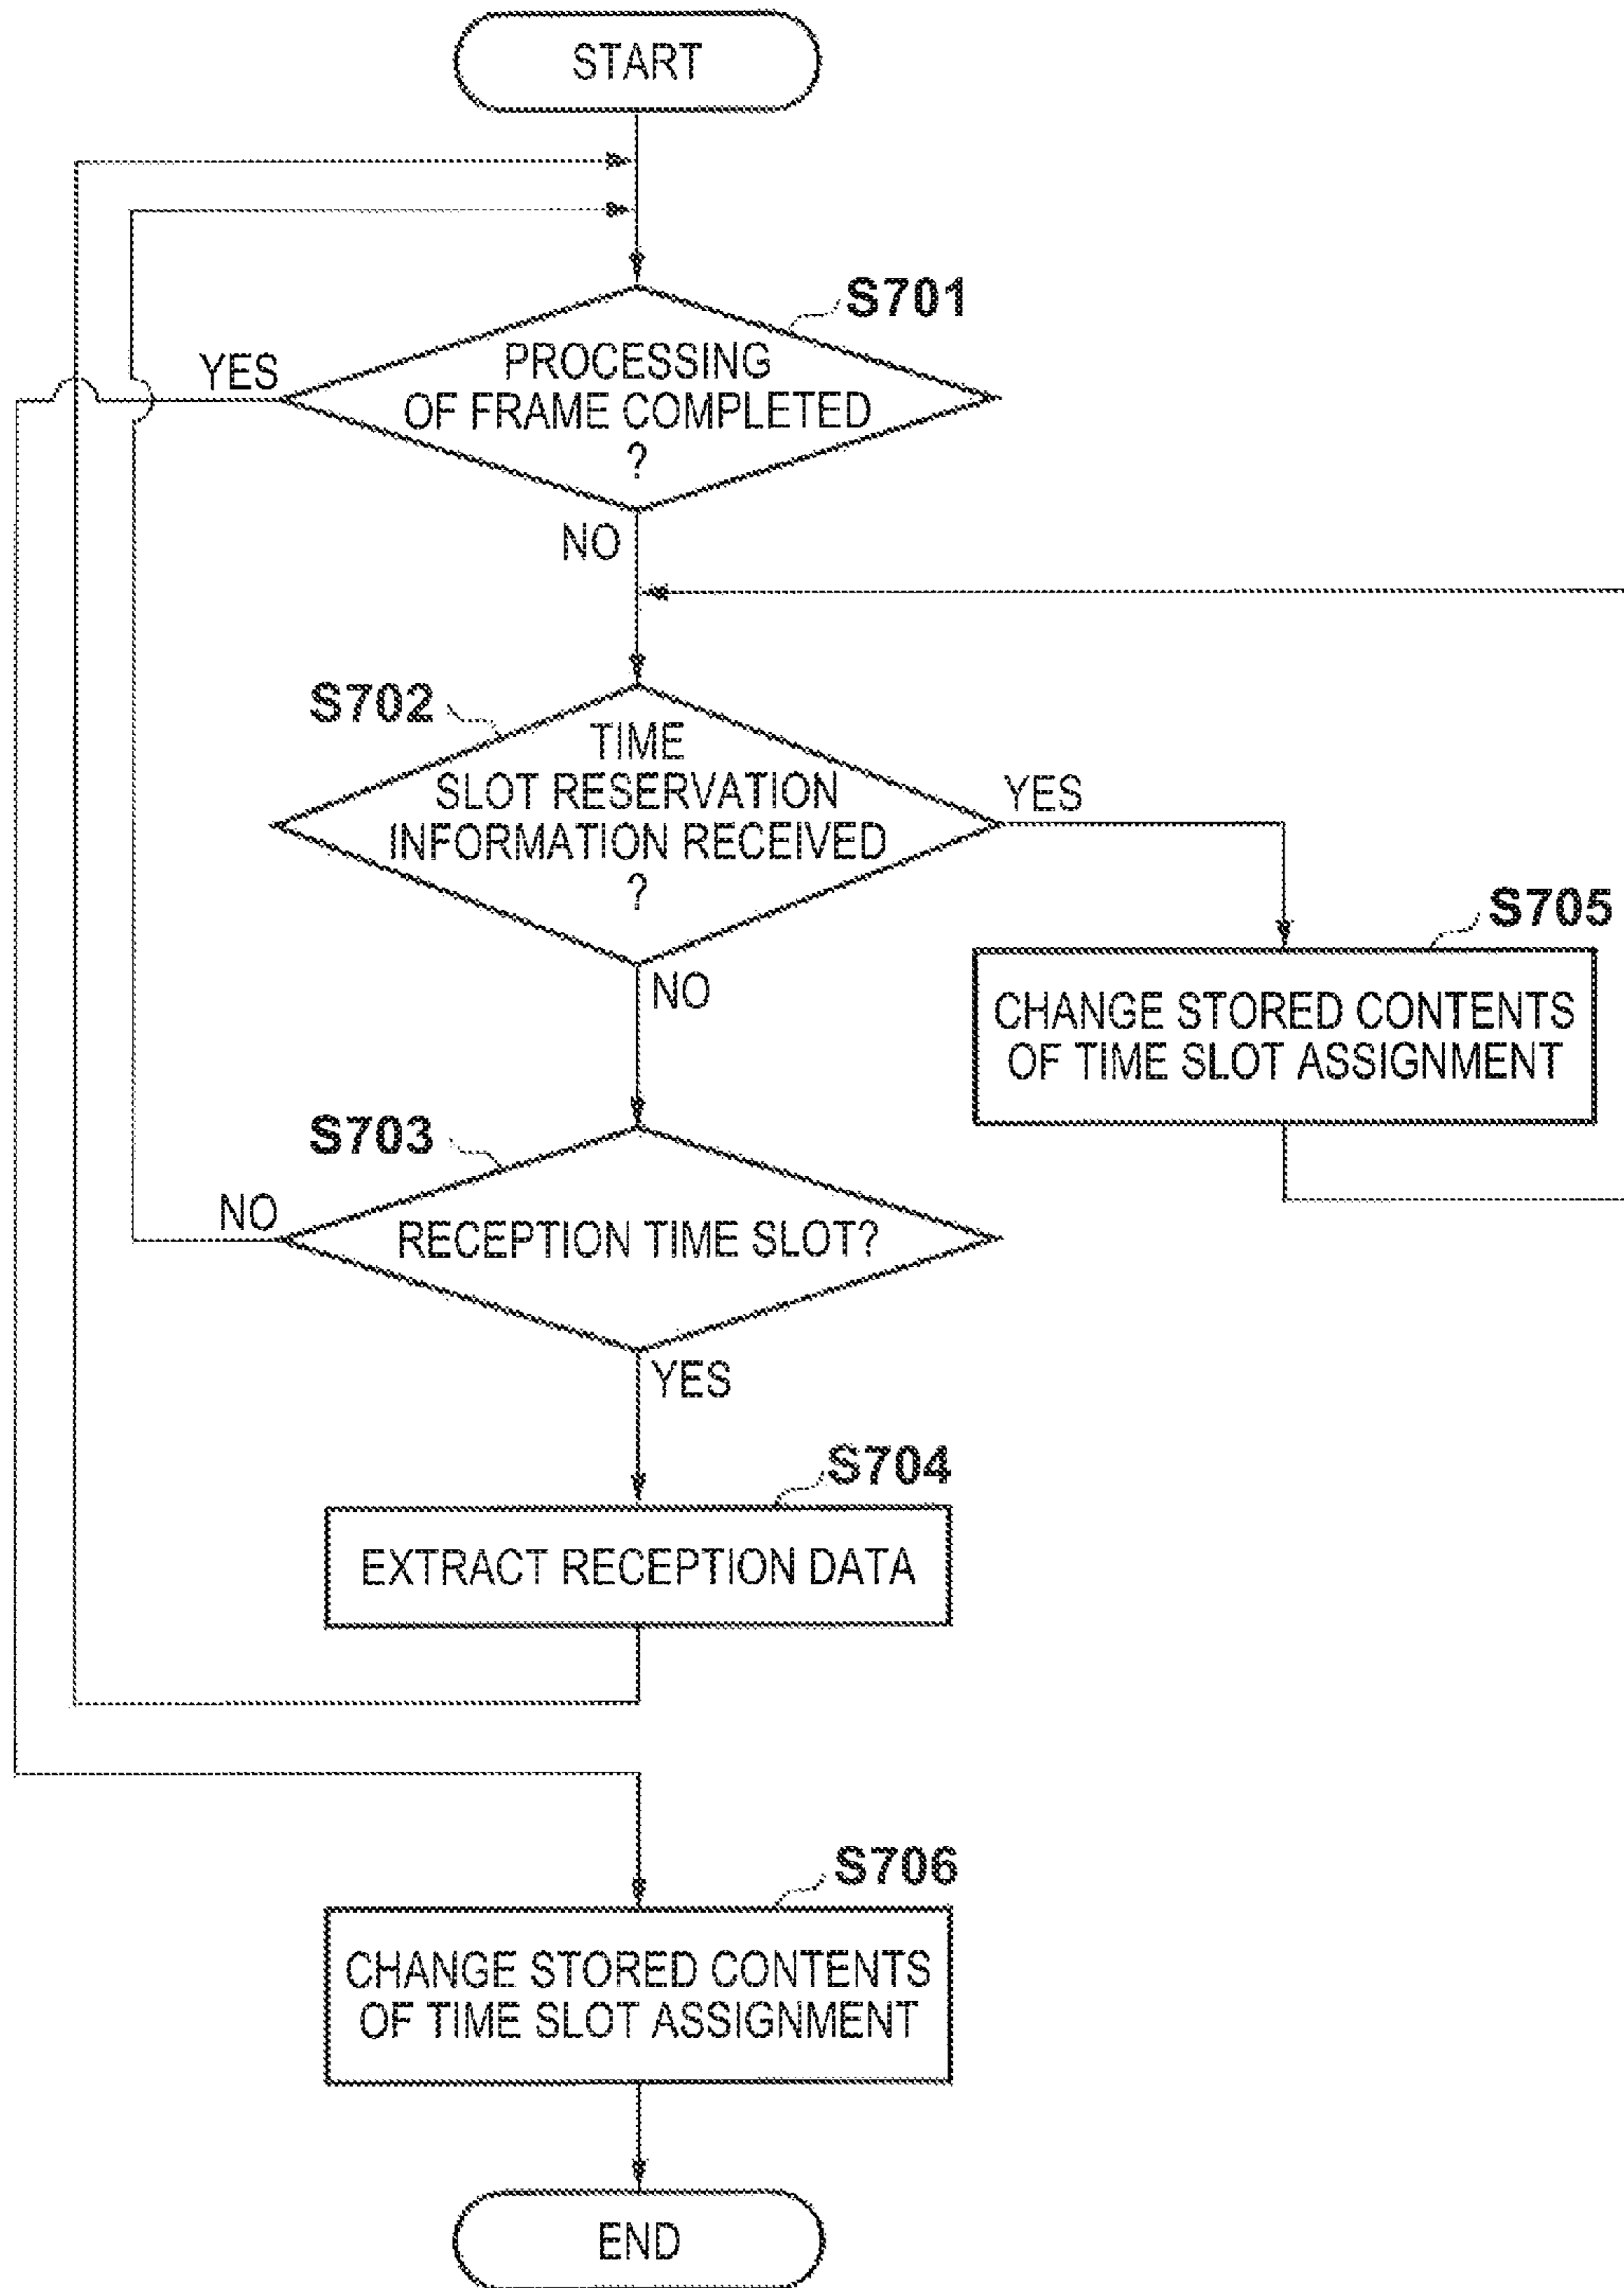 START
S701
YES
PROCESSING
OF FRAME COMPLETED
?
NO
S702
TIME
SLOT RESERVATION
INFORMATION RECEIVED
?
YES
S705
NO
CHANGE STORED CONTENTS
OF TIME SLOT ASSIGNMENT
S703
NO
RECEPTION TIME SLOT?
YES
S704
EXTRACT RECEPTION DATA
S706
CHANGE STORED CONTENTS
OF TIME SLOT ASSIGNMENT
END